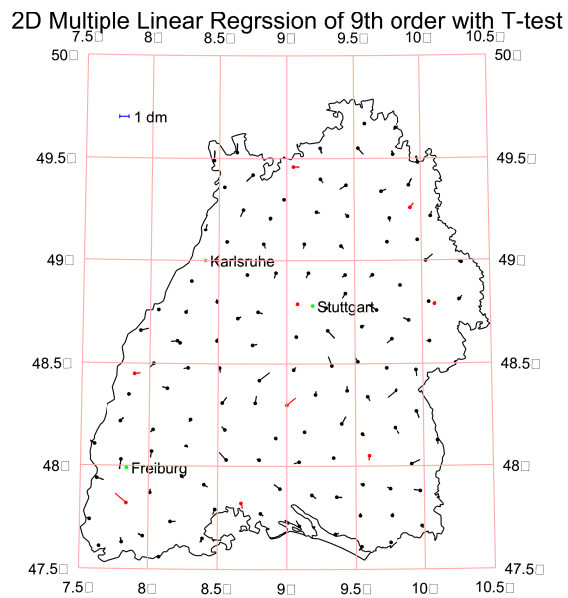 2D Multiple Linear Regrssion of 9th order with T-test
7.5□ 8□ 8.5□ 9□ 9.5□ 10□ 10.5□
50□ 50□
1 dm
49.5□ 49.5□
49□ Karlsruhe 49□
Stuttgart
48.5□ 48.5□
48□ Freiburg 48□
47.5□ 47.5□
7.5□ 8□ 8.5□ 9□ 9.5□ 10□ 10.5□